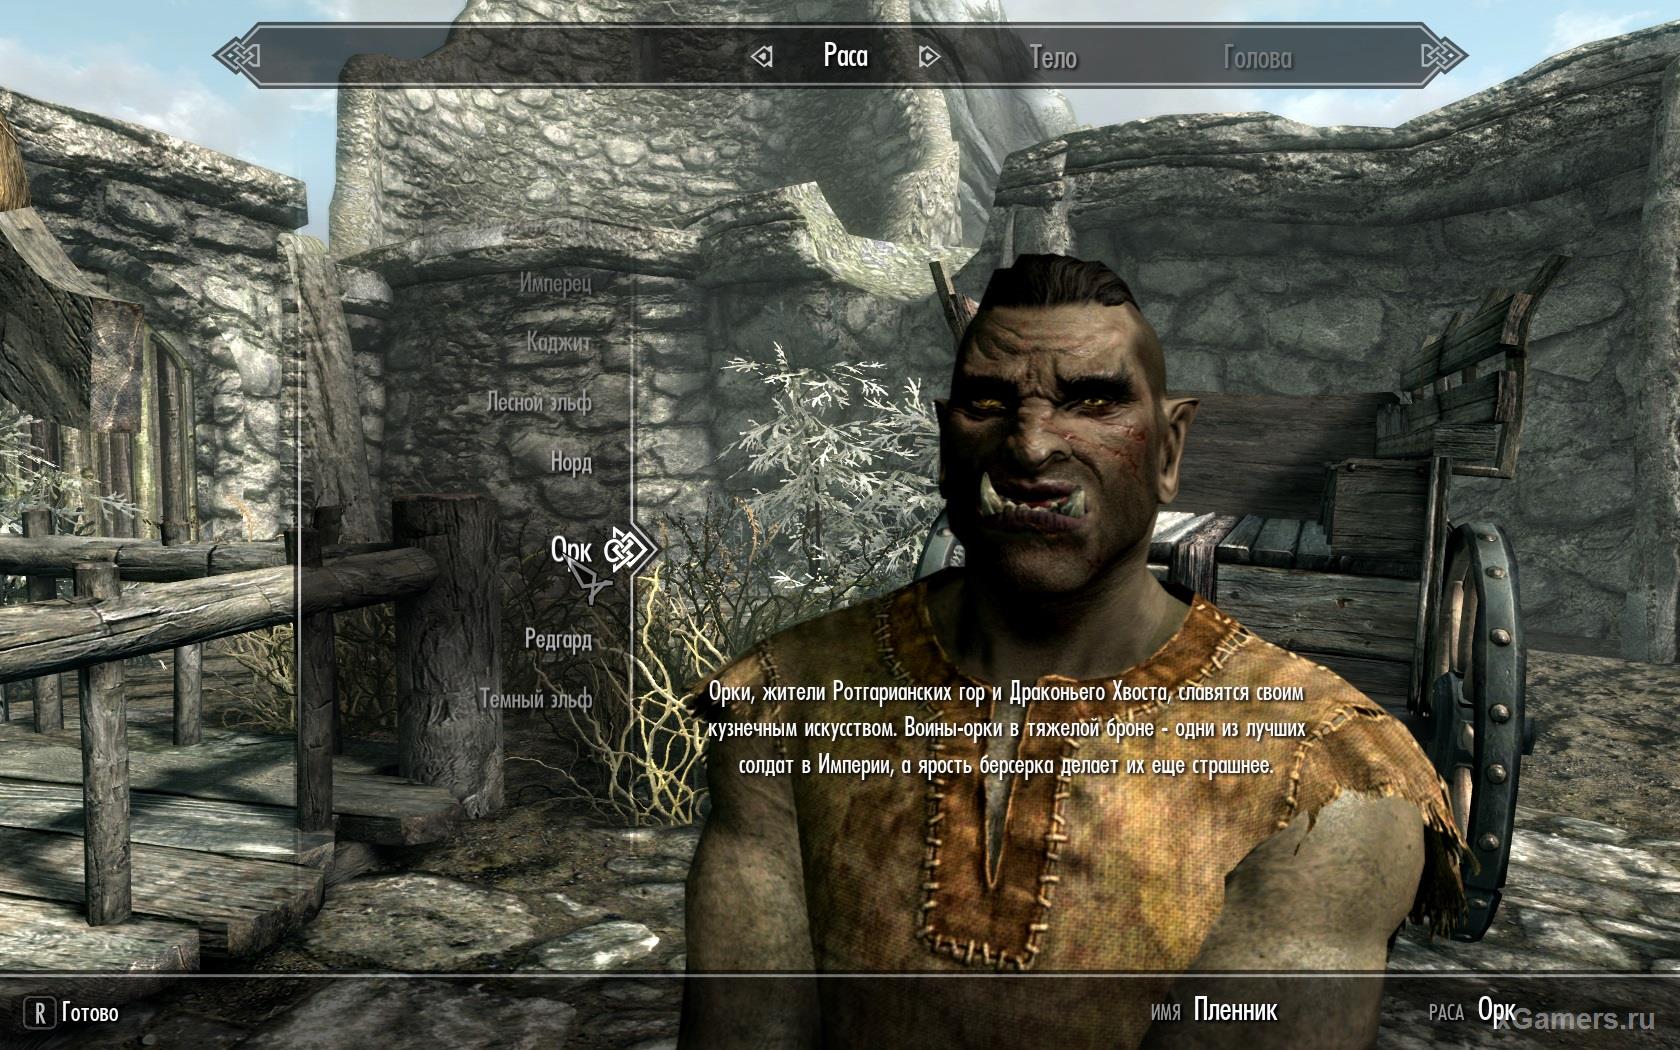 Раса
Тело
Голова
Имперец
Каджит
Лесной эльф
Норд
Орк
Редгард
Темный эльф
Орки, жители Ротгарианских гор и Драконьего Хвоста, славятся своим
кузнечным искусством. Воины-орки в тяжелой броне - одни из лучших
солдат в Империи, а ярость берсерка делает их еще страшнее.
R Готово
ИМЯ Пленник
РАСА Орк
xGamers.ru